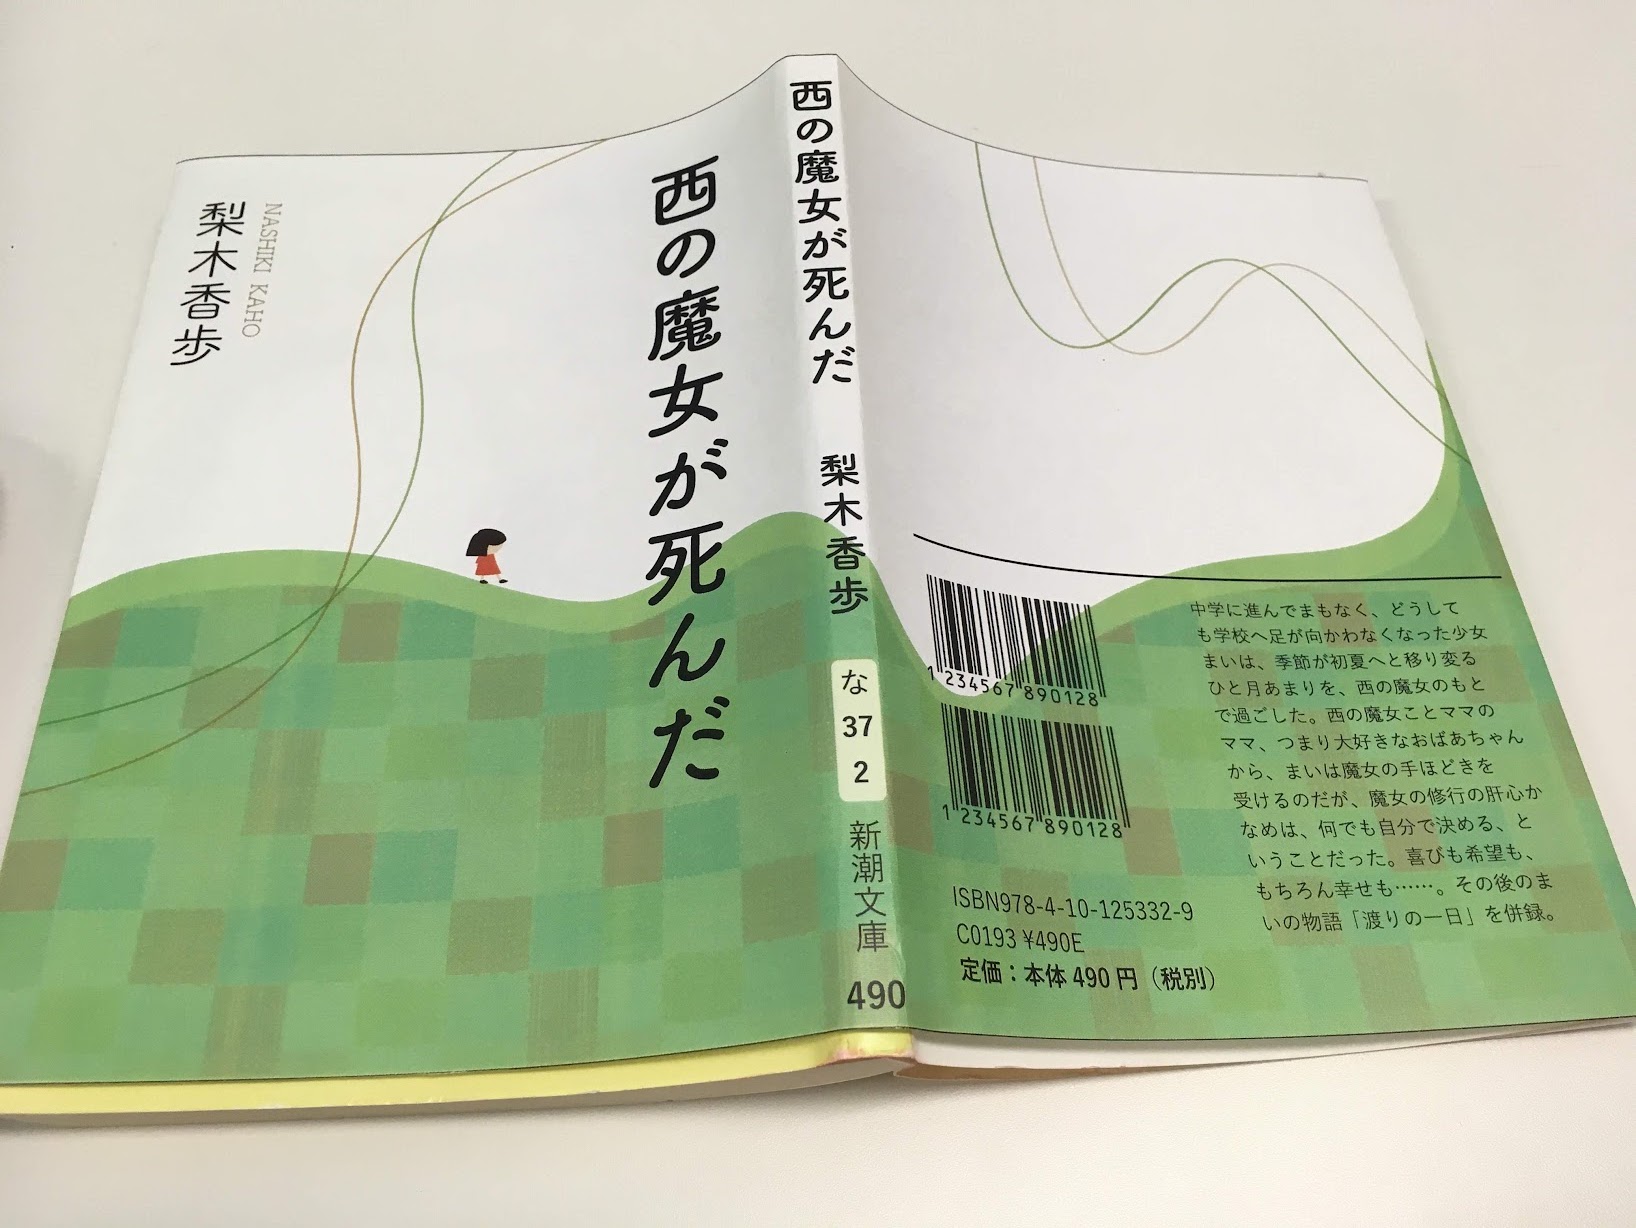 梨木香歩
NASHIKI KAHO
西の魔女が死んだ
西の魔女が死んだ
梨木香歩
な
37
2
新潮文庫
490
1 234567 890128
1 234567 890128
ISBN978-4-10-125332-9
C0193 ¥490E
定価：本体490円（税別）
中学に進んでまもなく、どうして
も学校へ足が向かわなくなった少女
まいは、季節が初夏へと移り変る
ひと月あまりを、西の魔女のもと
で過ごした。西の魔女ことママの
ママ、つまり大好きなおばあちゃん
から、まいは魔女の手ほどきを
受けるのだが、魔女の修行の肝心か
なめは、何でも自分で決める、と
いうことだった。喜びも希望も、
もちろん幸せも……。その後のま
いの物語「渡りの一日」を併録。